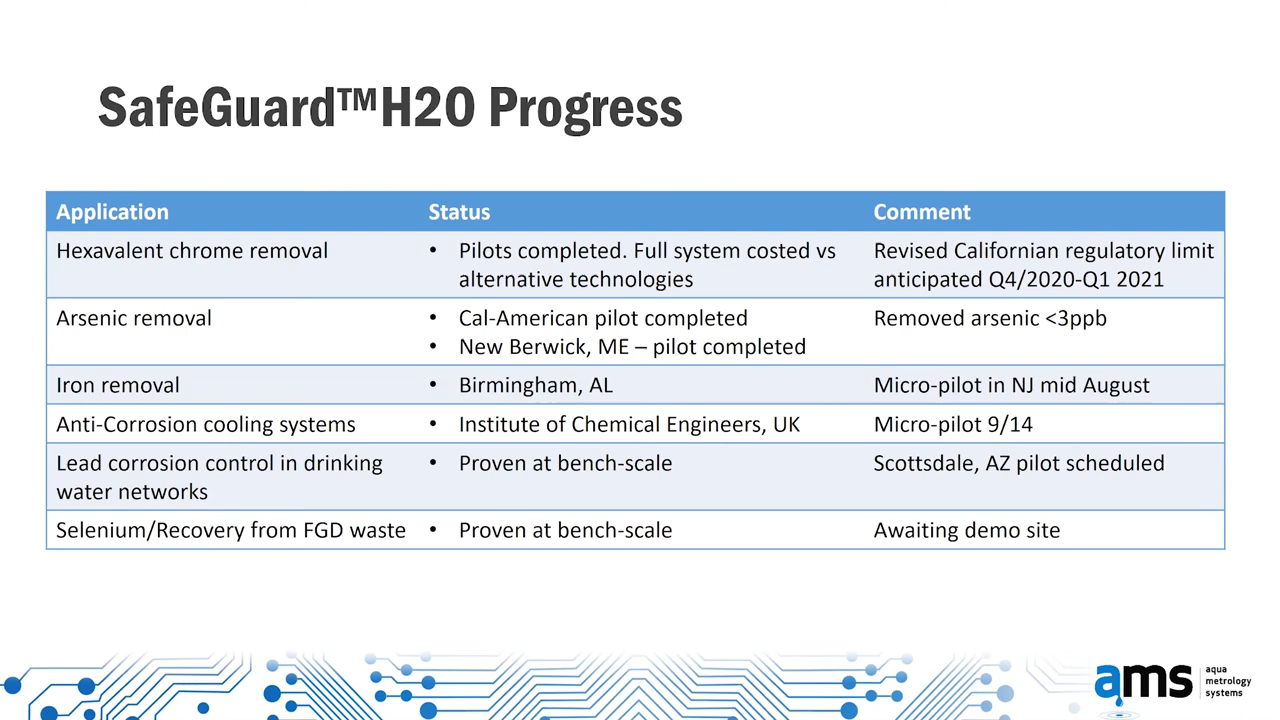 SafeGuard™H20 Progress
Application Status Comment
Hexavalent chrome removal
• Pilots completed. Full system costed vs
alternative technologies
Revised Californian regulatory limit
anticipated Q4/2020-Q1 2021
Arsenic removal
• Cal-American pilot completed
• New Berwick, ME – pilot completed
Removed arsenic <3ppb
Iron removal
• Birmingham, AL
Micro-pilot in NJ mid August
Anti-Corrosion cooling systems
• Institute of Chemical Engineers, UK
Micro-pilot 9/14
Lead corrosion control in drinking
water networks
• Proven at bench-scale
Scottsdale, AZ pilot scheduled
Selenium/Recovery from FGD waste
• Proven at bench-scale
Awaiting demo site
ams
aqua
metrology
systems